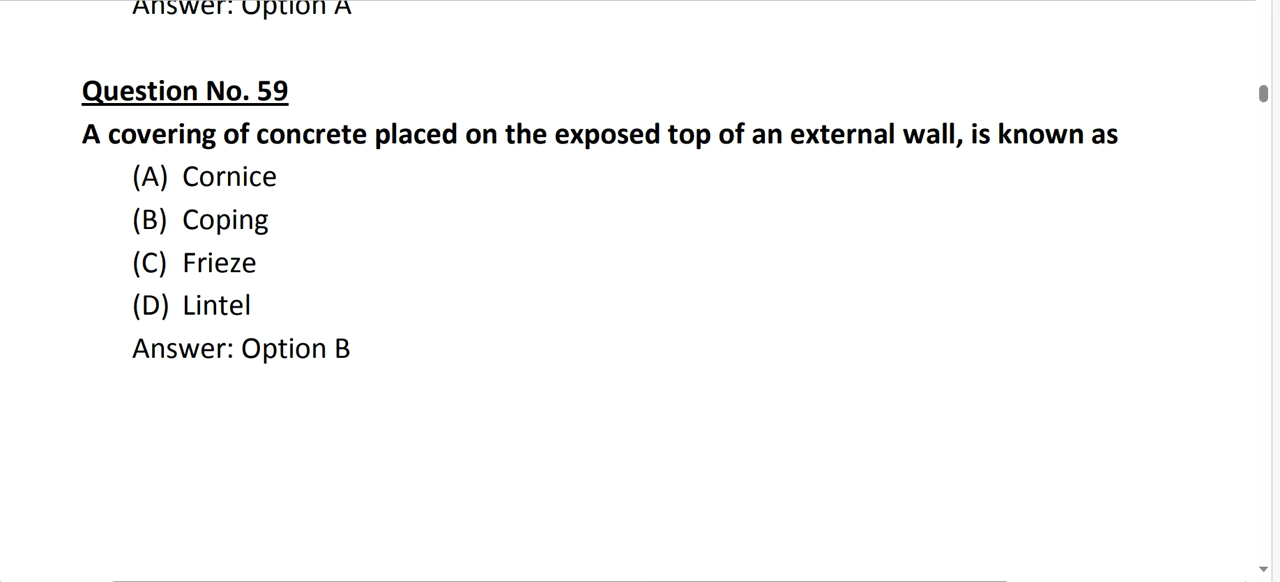 Answer: Option A
Question No. 59
A covering of concrete placed on the exposed top of an external wall, is known as
(A) Cornice
(B) Coping
(C) Frieze
(D) Lintel
Answer: Option B